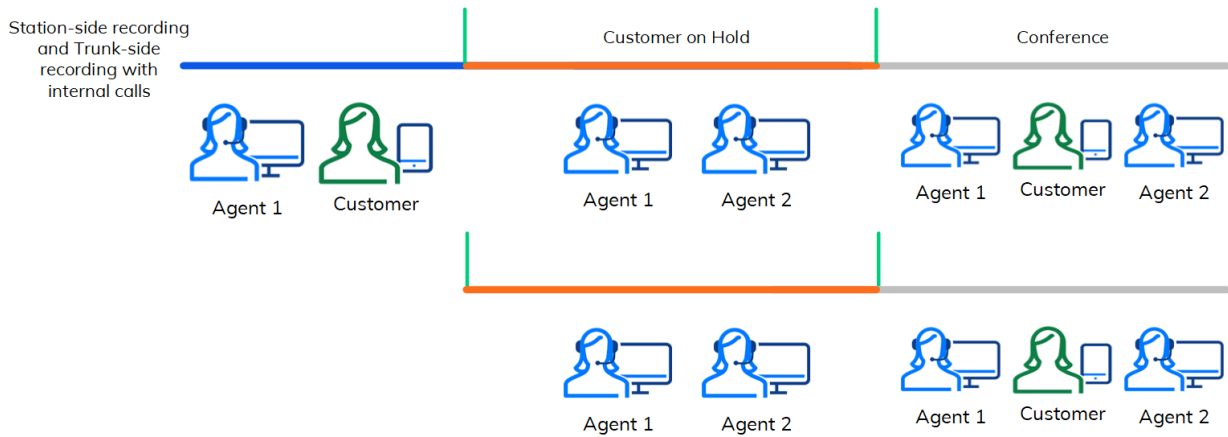 Station-side recording
and Trunk-side
recording with
internal calls
Customer on Hold
Conference
Agent 1
Customer
Agent 1
Agent 2
Agent 1
Customer
Agent 2
Agent 1
Agent 2
Agent 1
Customer
Agent 2